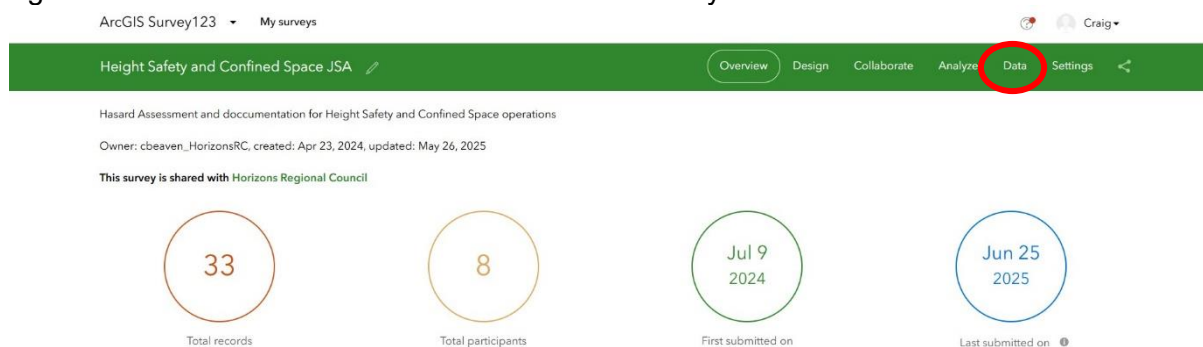 ArcGIS Survey123 My surveys Craig
Height Safety and Confined Space JSA Overview Design Collaborate Analyze Data Settings
Hasard Assessment and doccumentation for Height Safety and Confined Space operations
Owner: cbeaven_HorizonsRC, created: Apr 23, 2024, updated: May 26, 2025
This survey is shared with Horizons Regional Council
33
8
Jul 9
2024
Jun 25
2025
Total records Total participants First submitted on Last submitted on